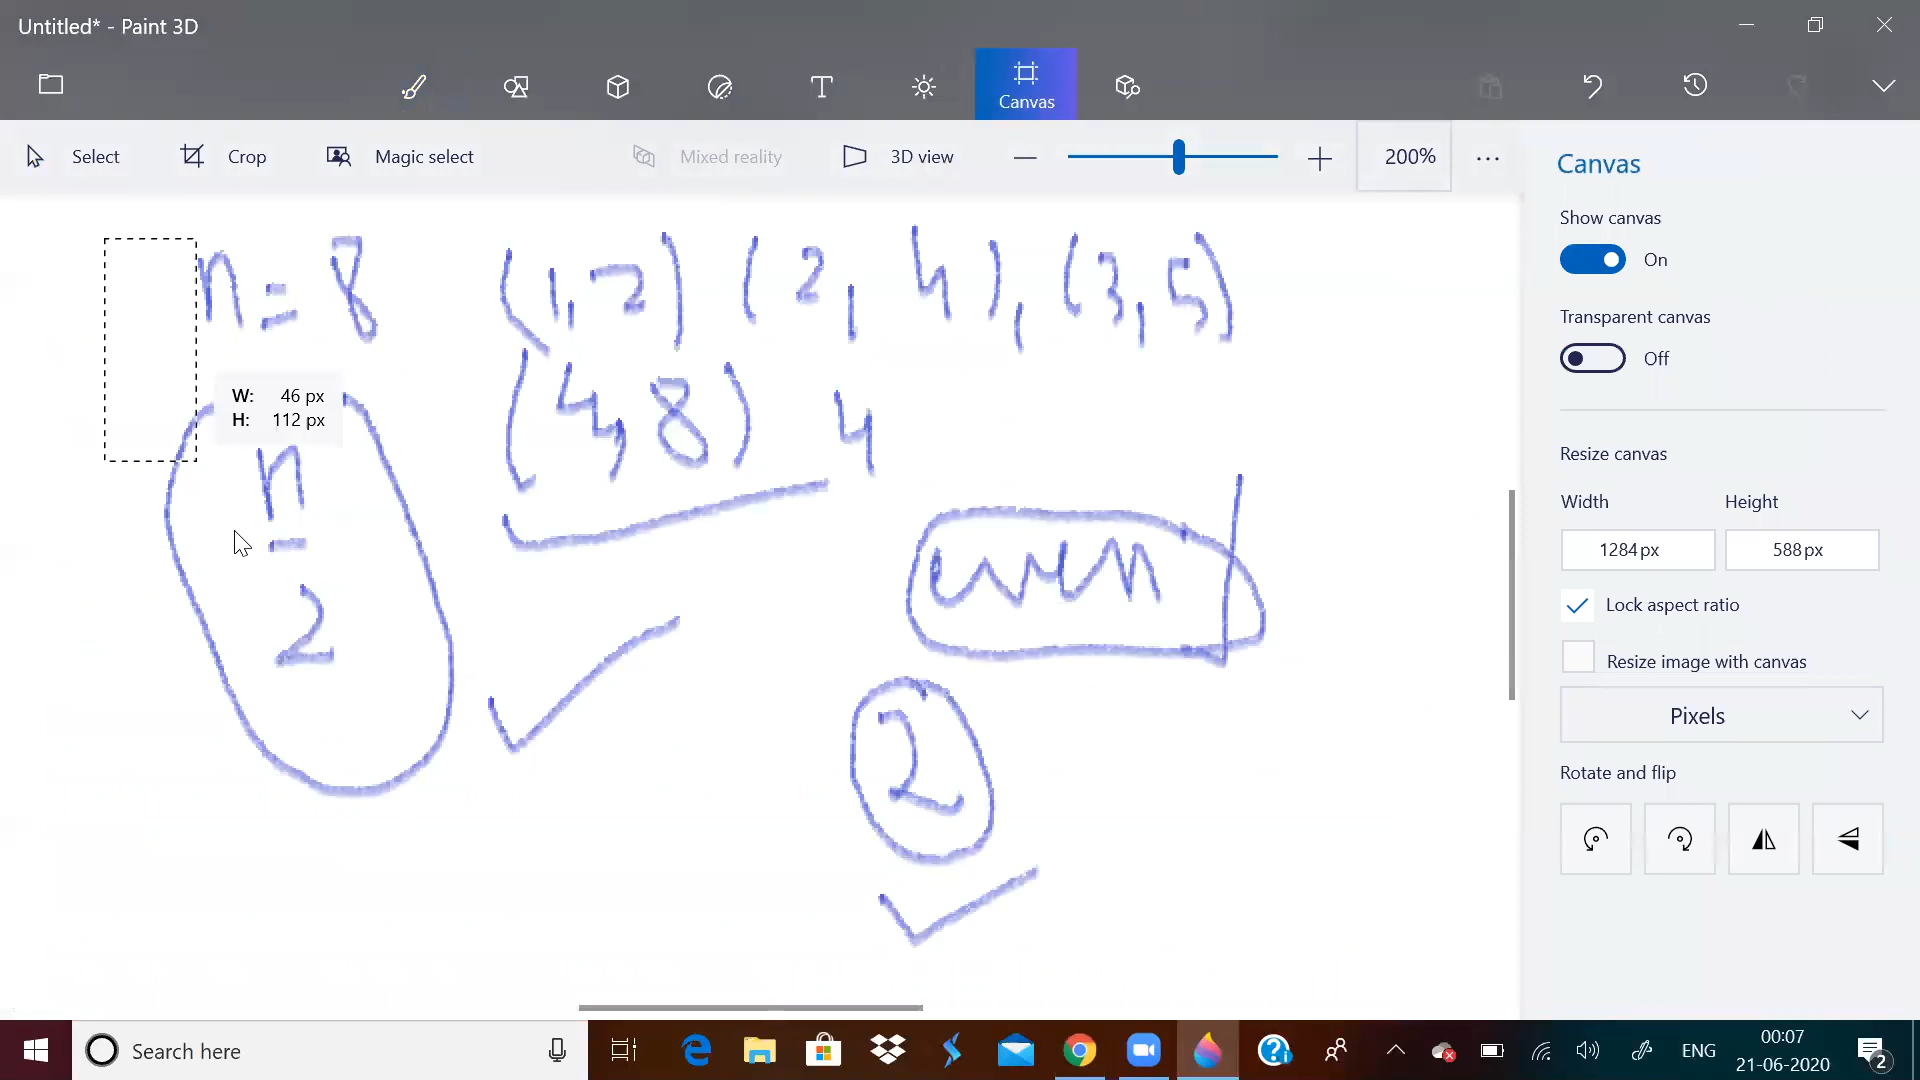 Untitled* - Paint 3D
Canvas
Select
Crop
Magic select
Mixed reality
3D view
200%
Canvas
Show canvas
On
Transparent canvas
Off
Resize canvas
Width
Height
1284px
588px
Lock aspect ratio
Resize image with canvas
Pixels
Rotate and flip
n = 8 (1,2) (2,4), (3,5)
(4,8) 4
W: 46 px
H: 112 px
n
2
even
2
Search here
ENG
00:07
21-06-2020
2